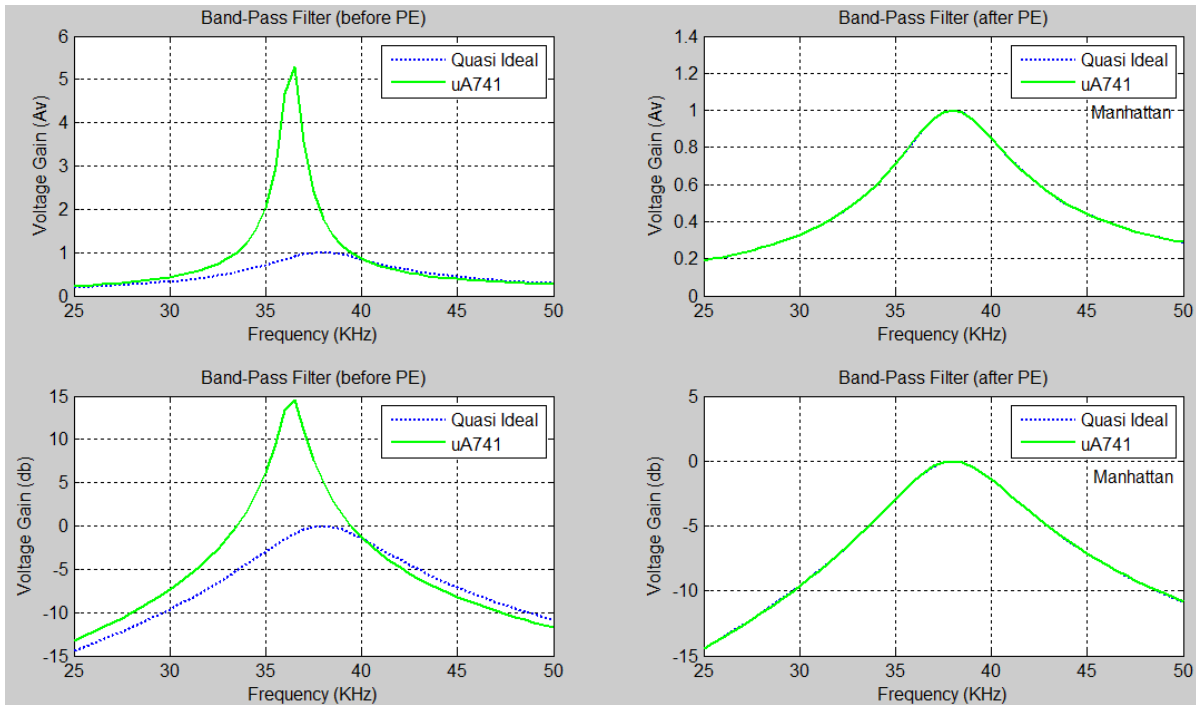 Band-Pass Filter (before PE)
6
5
4
3
2
1
0
Voltage Gain (Av)
Quasi Ideal
uA741
25 30 35 40 45 50
Frequency (KHz)
Band-Pass Filter (after PE)
1.4
1.2
1
0.8
0.6
0.4
0.2
0
Voltage Gain (Av)
Quasi Ideal
uA741
Manhattan
25 30 35 40 45 50
Frequency (KHz)
Band-Pass Filter (before PE)
15
10
5
0
-5
-10
-15
Voltage Gain (db)
Quasi Ideal
uA741
25 30 35 40 45 50
Frequency (KHz)
Band-Pass Filter (after PE)
5
0
-5
-10
-15
Voltage Gain (db)
Quasi Ideal
uA741
Manhattan
25 30 35 40 45 50
Frequency (KHz)